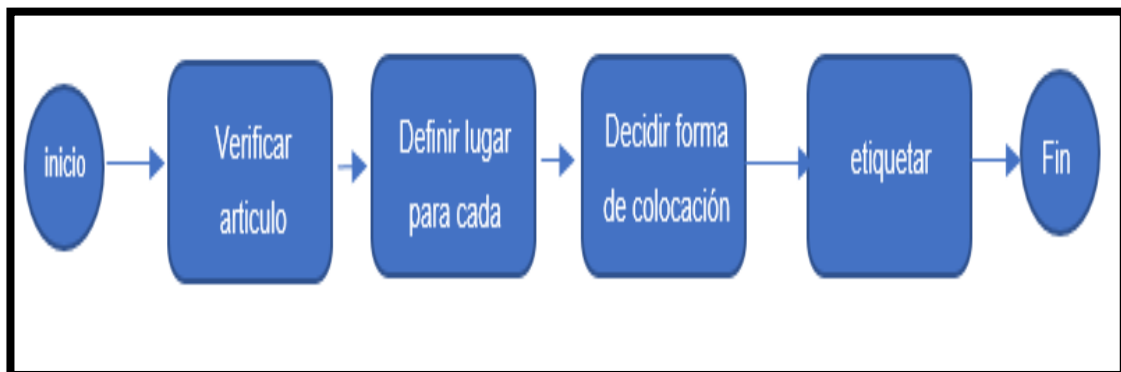 inicio
Verificar
articulo
Definir lugar
para cada
Decidir forma
de colocación
etiquetar
Fin